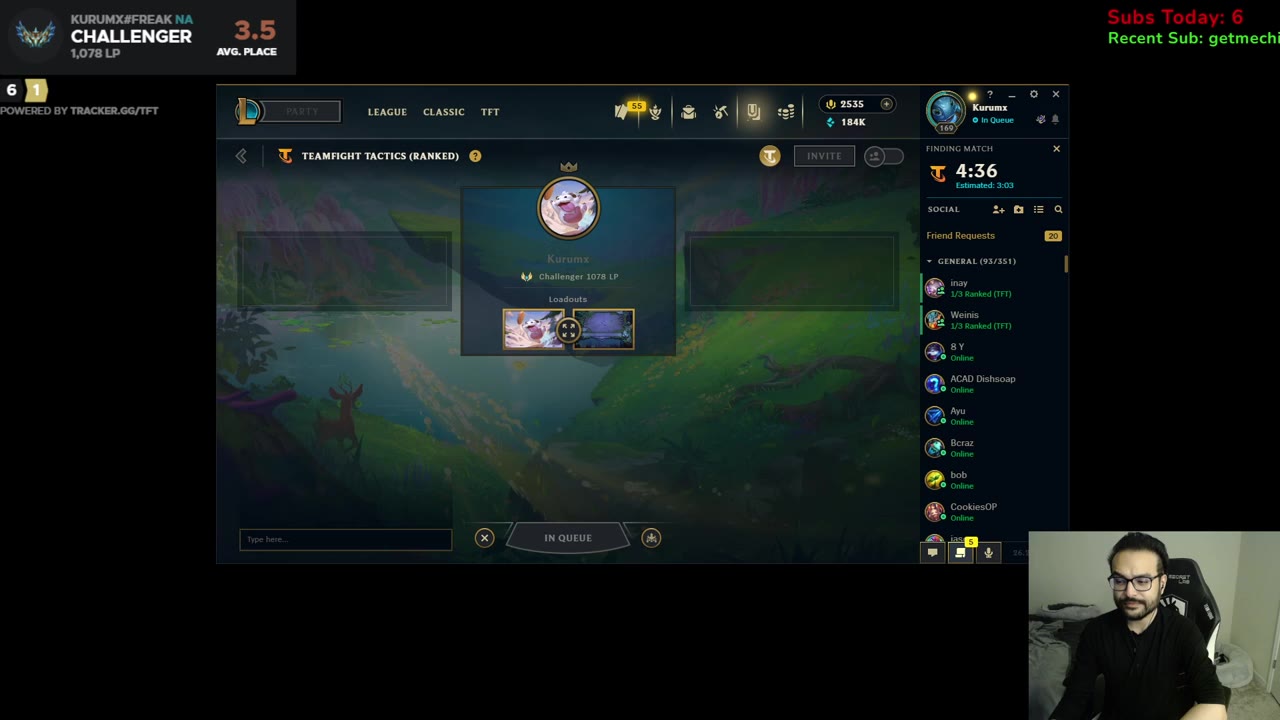 KURUMX#FREAK NA
CHALLENGER
1,078 LP
3.5
AVG. PLACE
6 1
POWERED BY TRACKER.GG/TFT
Subs Today: 6
Recent Sub: getmechi
PARTY
LEAGUE CLASSIC TFT
55
2535
184K
169
?
Kurumx
In Queue
TEAMFIGHT TACTICS (RANKED) ?
INVITE
FINDING MATCH
4:36
Estimated: 3:03
SOCIAL
Friend Requests 20
GENERAL (93/351)
Kurumx
Challenger 1078 LP
Loadouts
inay
1/3 Ranked (TFT)
Weinis
1/3 Ranked (TFT)
8 Y
Online
ACAD Dishsoap
Online
Ayu
Online
Bcraz
Online
bob
Online
CookiesOP
Online
Type here...
IN QUEUE
5
SECRET
LAB